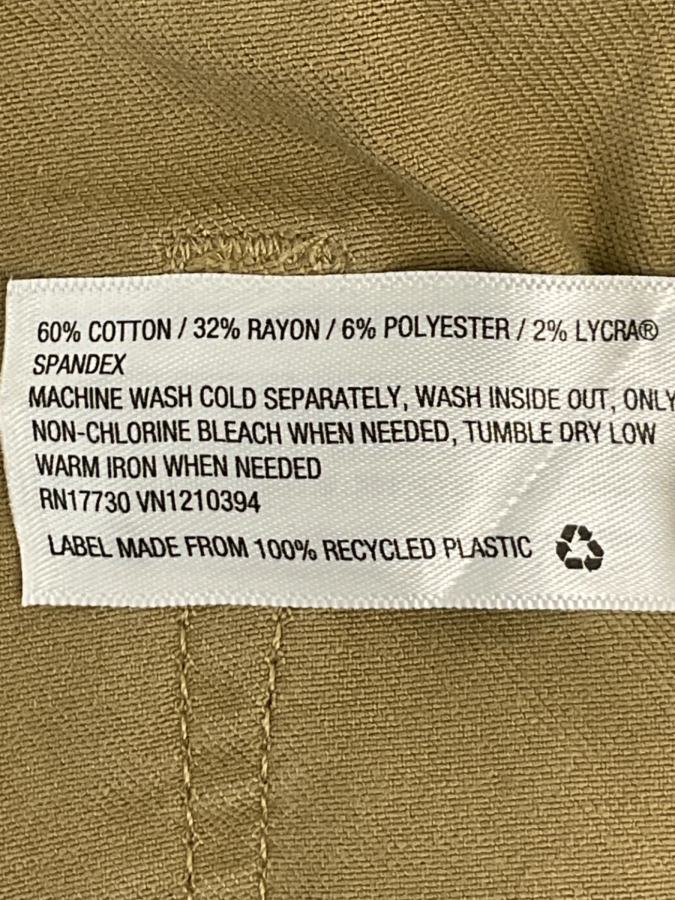 60% COTTON / 32% RAYON / 6% POLYESTER / 2% LYCRA®
SPANDEX
MACHINE WASH COLD SEPARATELY, WASH INSIDE OUT, ONLY
NON-CHLORINE BLEACH WHEN NEEDED, TUMBLE DRY LOW
WARM IRON WHEN NEEDED
RN17730 VN1210394
LABEL MADE FROM 100% RECYCLED PLASTIC